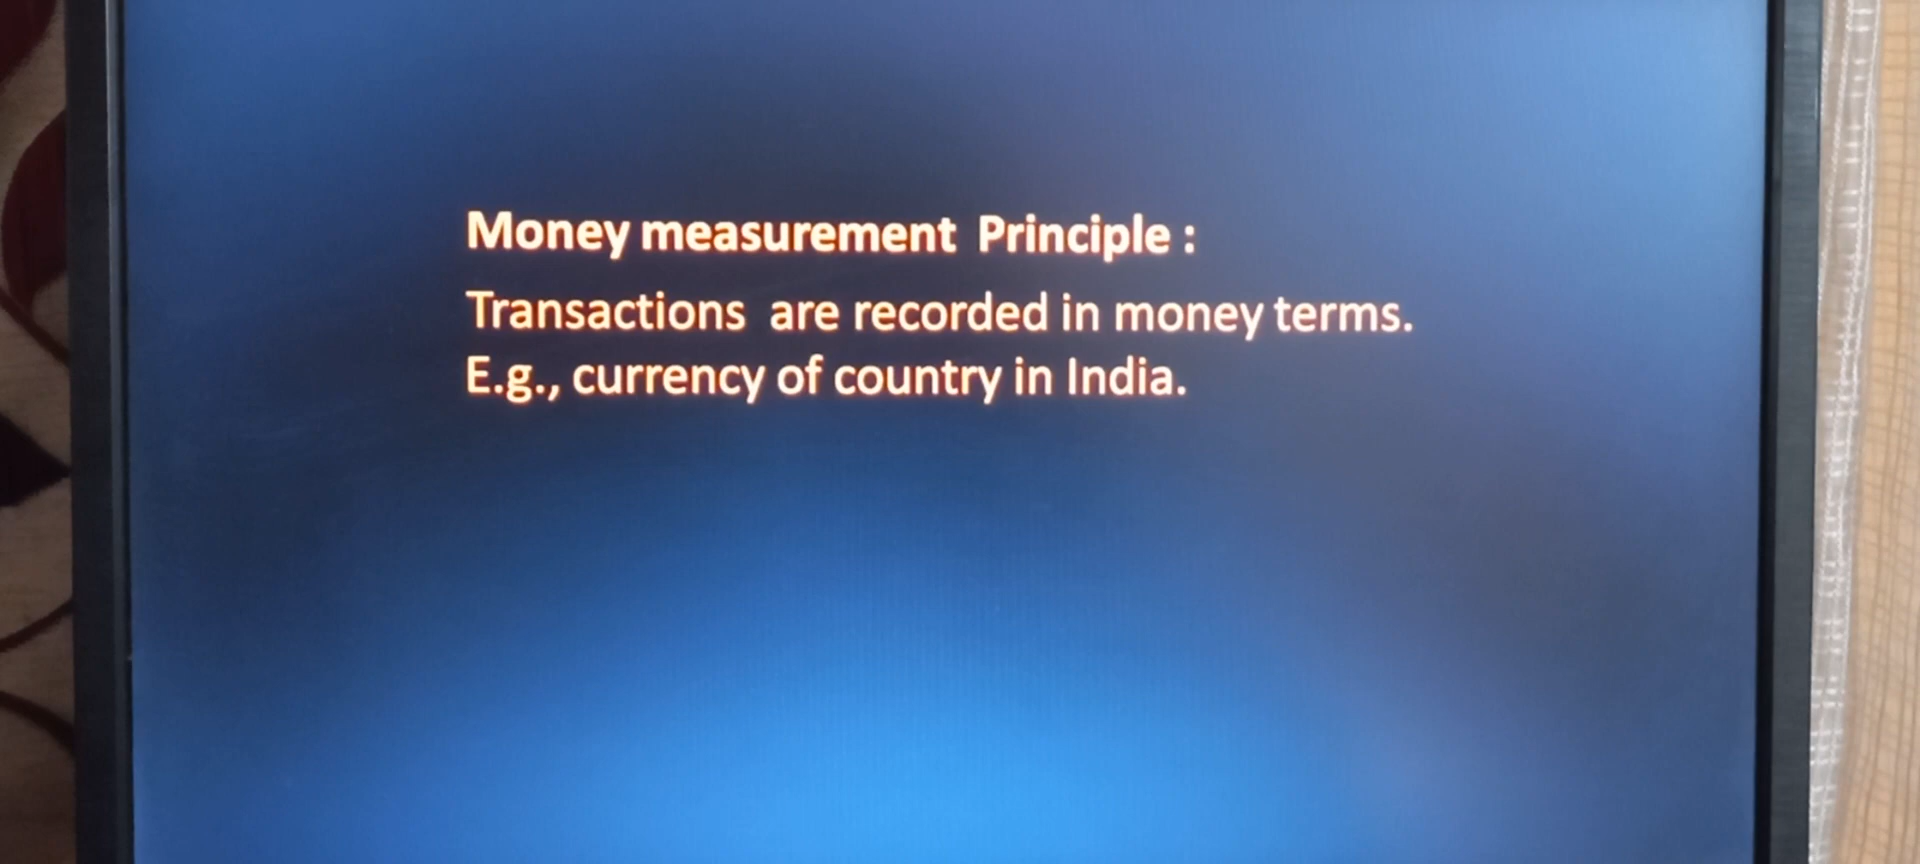 Money measurement Principle :
Transactions are recorded in money terms.
E.g., currency of country in India.